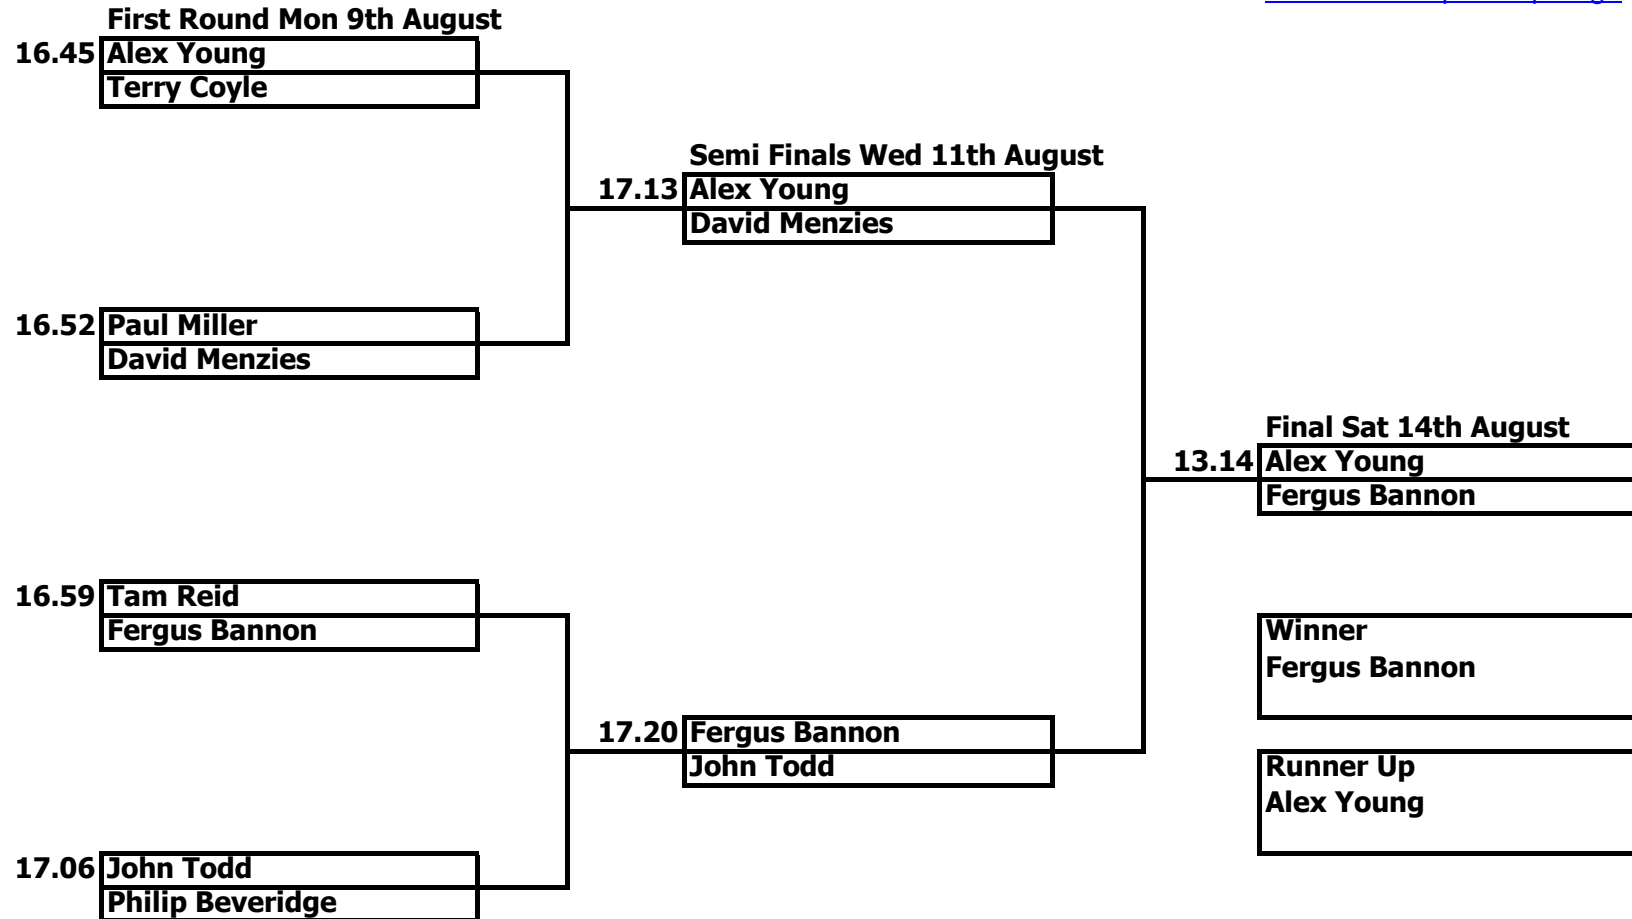 First Round Mon 9th August
16.45 Alex Young
Terry Coyle
Semi Finals Wed 11th August
17.13 Alex Young
David Menzies
16.52 Paul Miller
David Menzies
Final Sat 14th August
13.14 Alex Young
Fergus Bannon
16.59 Tam Reid
Fergus Bannon
Winner
Fergus Bannon
17.20 Fergus Bannon
John Todd
Runner Up
Alex Young
17.06 John Todd
Philip Beveridge